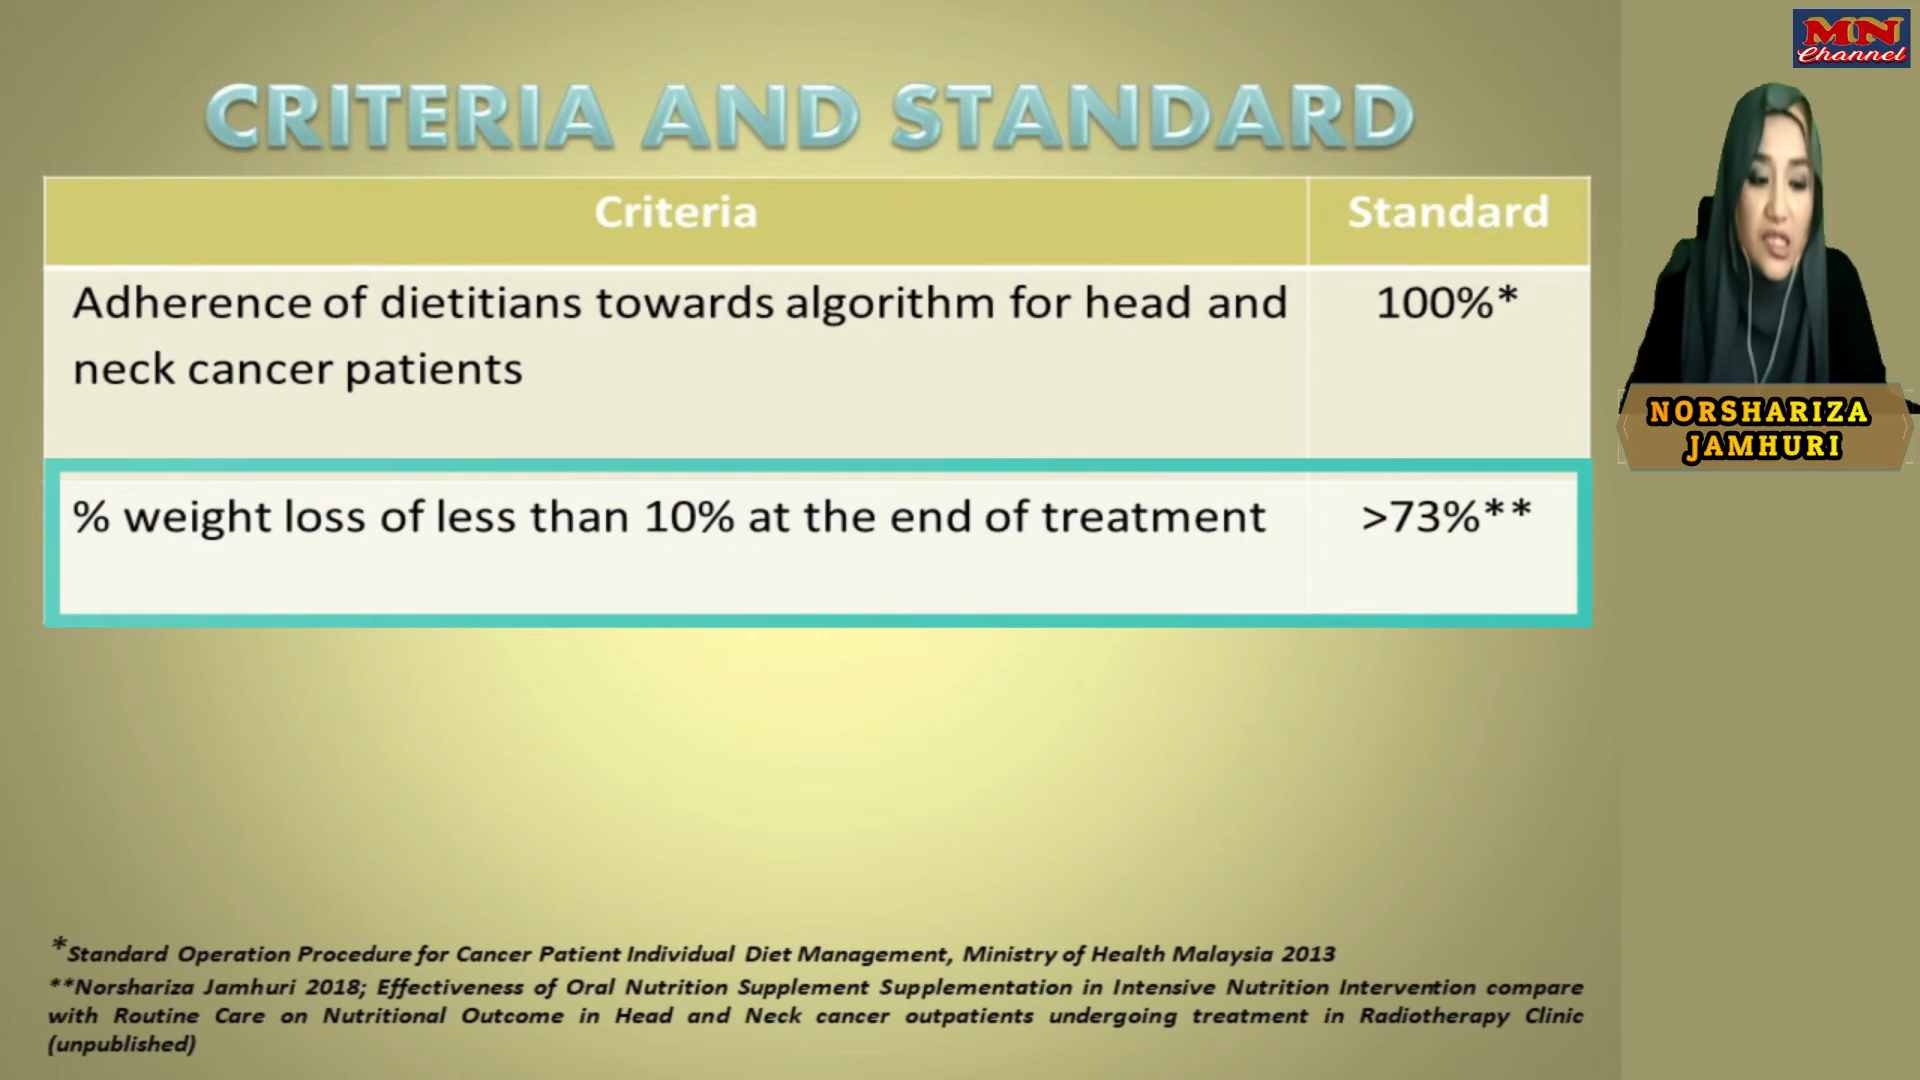 MN
Channel
CRITERIA AND STANDARD
Criteria Standard
Adherence of dietitians towards algorithm for head and 100%*
neck cancer patients
% weight loss of less than 10% at the end of treatment >73%**
NORSHARIZA
JAMHURI
*Standard Operation Procedure for Cancer Patient Individual Diet Management, Ministry of Health Malaysia 2013
**Norshariza Jamhuri 2018; Effectiveness of Oral Nutrition Supplement Supplementation in Intensive Nutrition Intervention compare
with Routine Care on Nutritional Outcome in Head and Neck cancer outpatients undergoing treatment in Radiotherapy Clinic
(unpublished)